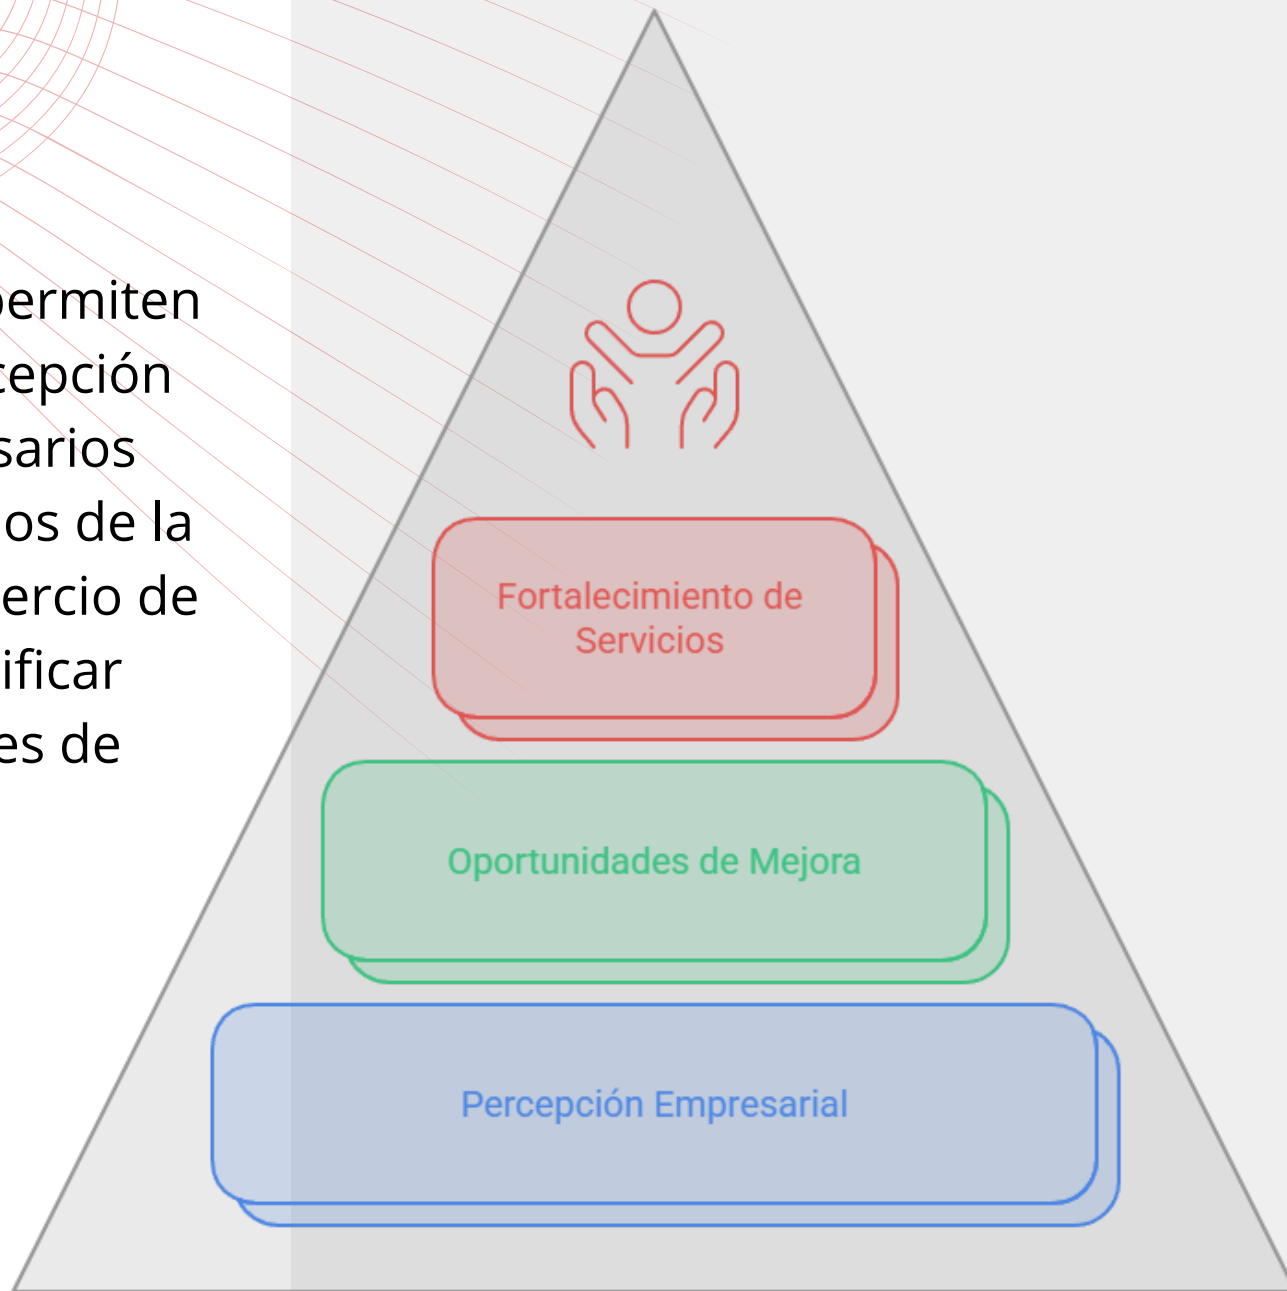 permiten
cepción
sarios
os de la
ercio de
ificar
es de
Fortalecimiento de
Servicios
Oportunidades de Mejora
Percepción Empresarial